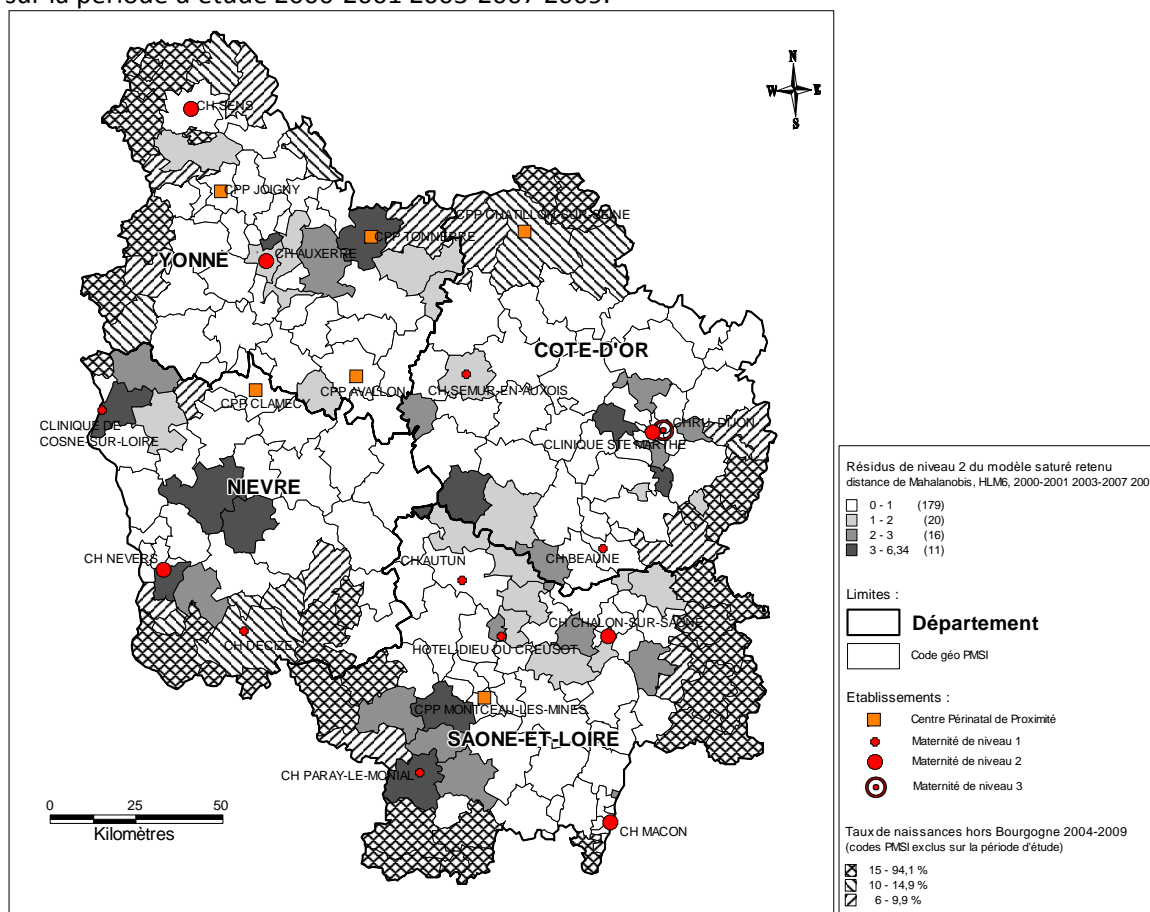 sur la période d'étude 2000-2001 2003-2007 2009.
N
W E
S
CH SENS
CPP JOIGNY
CPP CHATILLON-SUR-SEINE
CPP TONNERRE
CH AUXERRE
YONNE
COTE-D'OR
CPP AVALLON
CH SEMUR-EN-AUXOIS
CPP CLAMECY
CLINIQUE DE
COSNE-SUR-LOIRE
CHRU-DIJON
CLINIQUE STE MARTHE
NIEVRE
CH NEVERS
CH AUTUN
CH BEAUNE
CH DECIZE
HOTEL-DIEU DU CREUSOT
CH CHALON-SUR-SAONE
CPP MONTCEAU-LES-MINES
SAONE-ET-LOIRE
CH PARAY-LE-MONIAL
CH MACON
0 25 50
Kilomètres
Résidus de niveau 2 du modèle saturé retenu
distance de Mahalanobis, HLM6, 2000-2001 2003-2007 200
0 - 1 (179)
1 - 2 (20)
2 - 3 (16)
3 - 6,34 (11)
Limites :
Département
Code géo PMSI
Etablissements :
Centre Périnatal de Proximité
Maternité de niveau 1
Maternité de niveau 2
Maternité de niveau 3
Taux de naissances hors Bourgogne 2004-2009
(codes PMSI exclus sur la période d'étude)
15 - 94,1 %
10 - 14,9 %
6 - 9,9 %